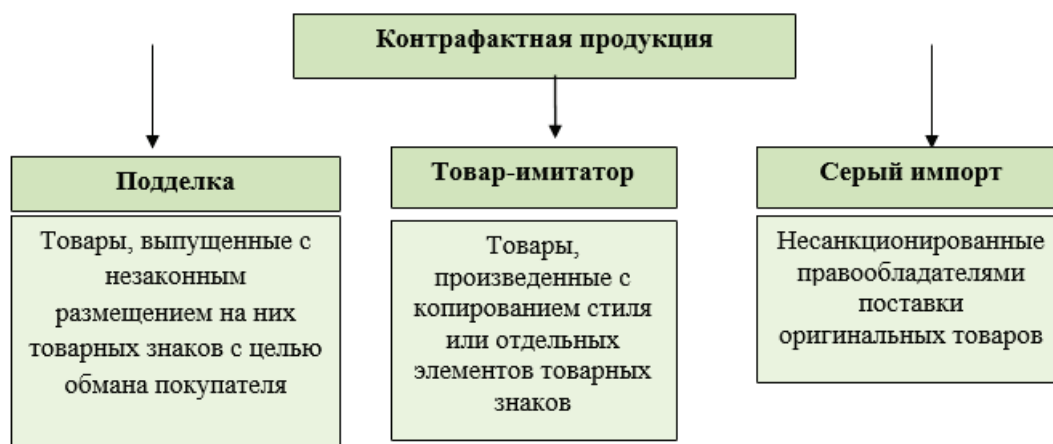 Контрафактная продукция
Подделка
Товары, выпущенные с
незаконным
размещением на них
товарных знаков с целью
обмана покупателя
Товар-имитатор
Товары,
произведенные с
копированием стиля
или отдельных
элементов товарных
знаков
Серый импорт
Несанкционированные
правообладателями
поставки
оригинальных товаров